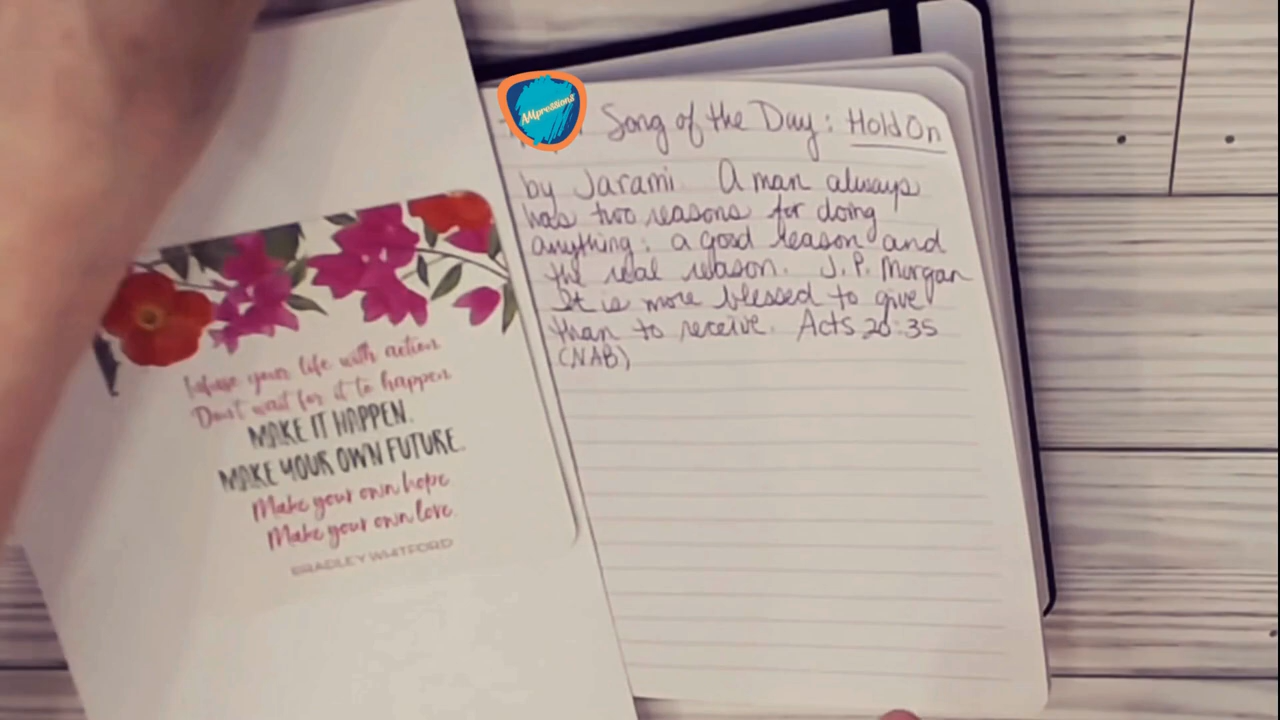 Infuse your life with action
Don't wait for it to happen
MAKE IT HAPPEN.
MAKE YOUR OWN FUTURE.
Make your own hope
Make your own love.
BRADLEY WHITFORD
AMpressions
Song of the Day: Hold On
by Jarami. A man always
has two reasons for doing
anything: a good reason and
the real reason. J. P. Morgan
It is more blessed to give
than to receive. Acts 20:35
(NAB)